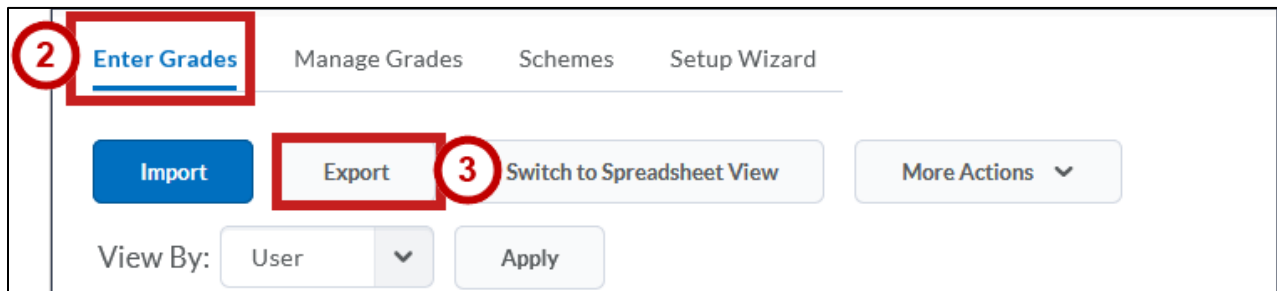 2 Enter Grades Manage Grades Schemes Setup Wizard
Import Export 3 Switch to Spreadsheet View More Actions
View By: User Apply